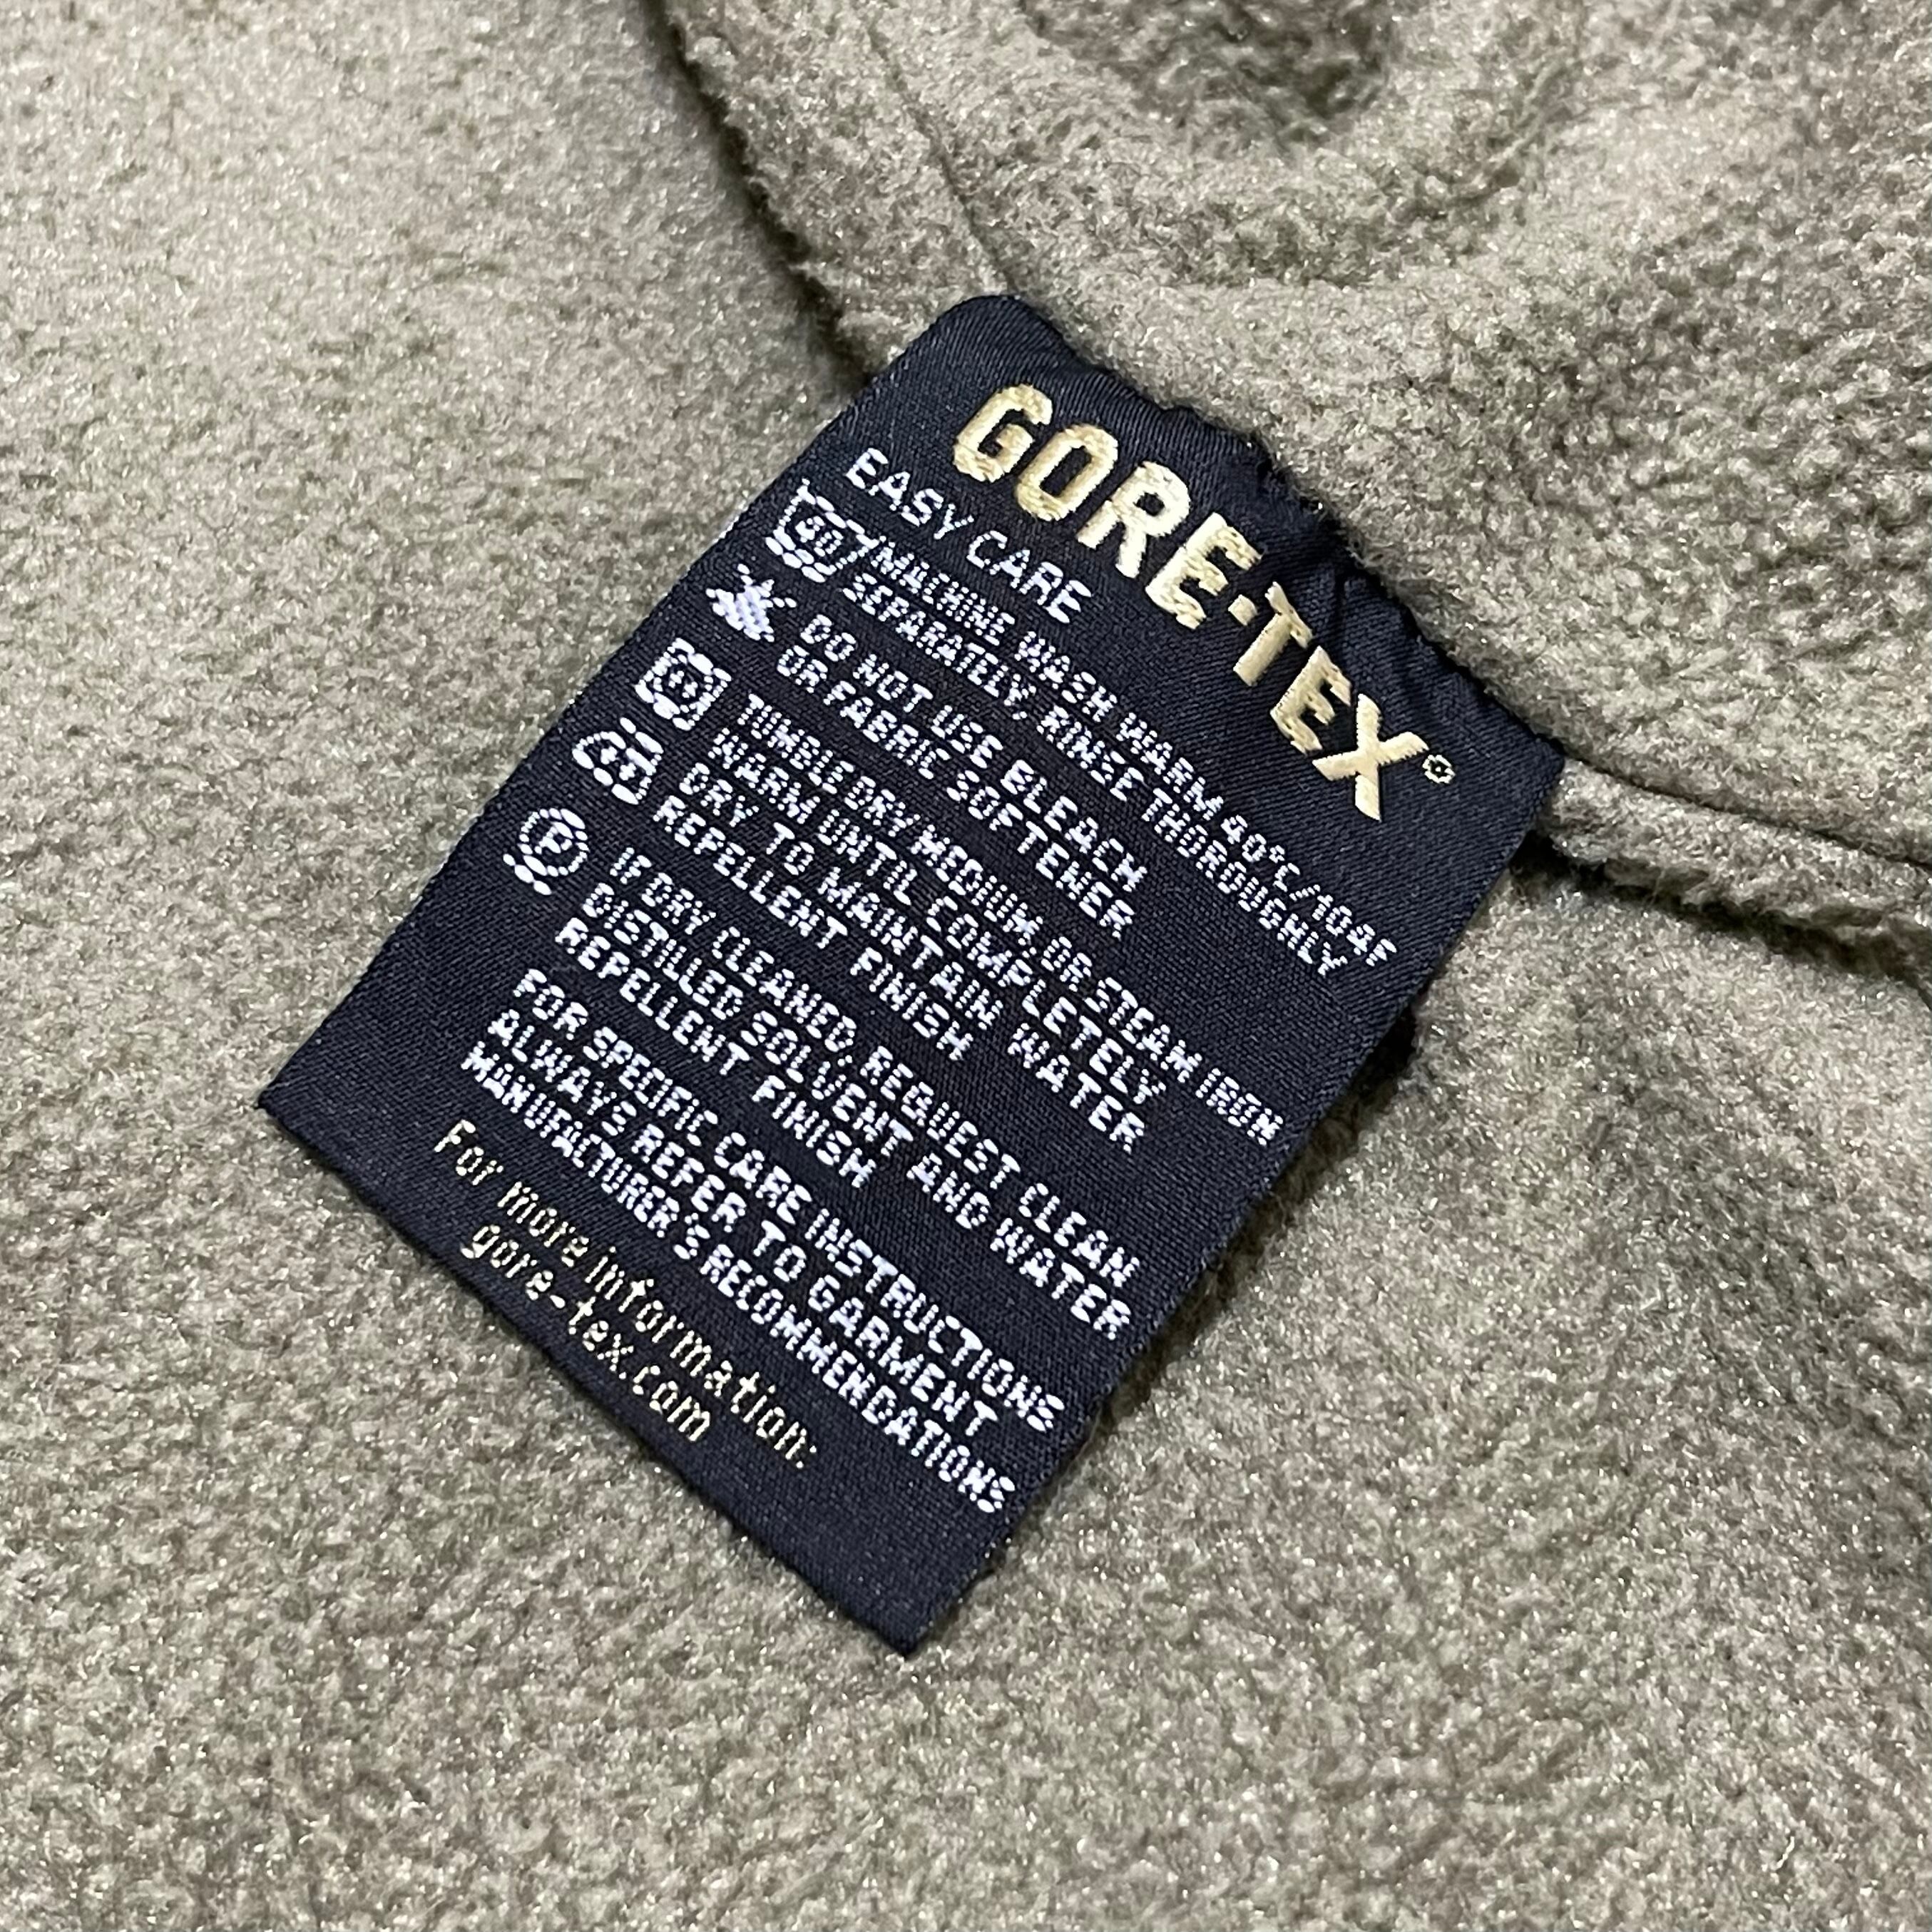 GORE-TEX®
EASY CARE
40 MACHINE WASH WARM 40°C/104F
SEPARATELY, RINSE THOROUGHLY
DO NOT USE BLEACH
OR FABRIC SOFTENER
TUMBLE DRY MEDIUM, OR STEAM IRON
WARM UNTIL COMPLETELY
DRY TO MAINTAIN WATER
REPELLENT FINISH
P IF DRY CLEANED, REQUEST CLEAN
DISTILLED SOLVENT AND WATER
REPELLENT FINISH
FOR SPECIFIC CARE INSTRUCTIONS
ALWAYS REFER TO GARMENT
MANUFACTURER'S RECOMMENDATIONS
For more information:
gore-tex.com